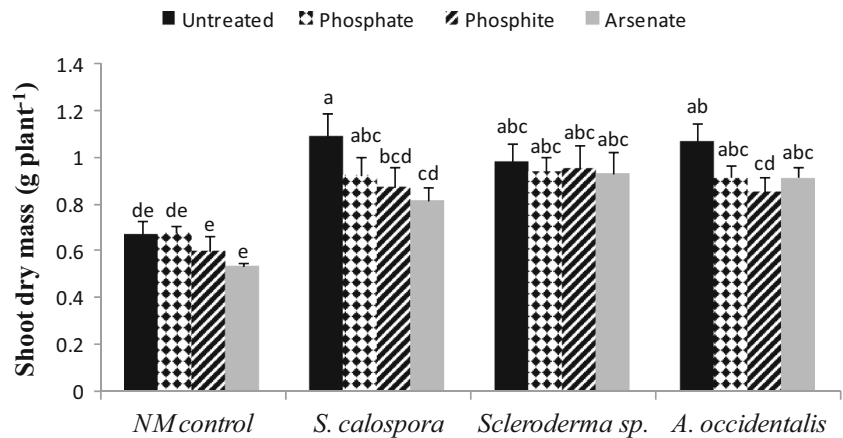 Untreated Phosphate Phosphite Arsenate
Shoot dry mass (g plant⁻¹)
1.4
1.2
1
0.8
0.6
0.4
0.2
0
de de e e
a abc bcd cd
abc abc abc abc
ab abc cd abc
NM control S. calospora Scleroderma sp. A. occidentalis